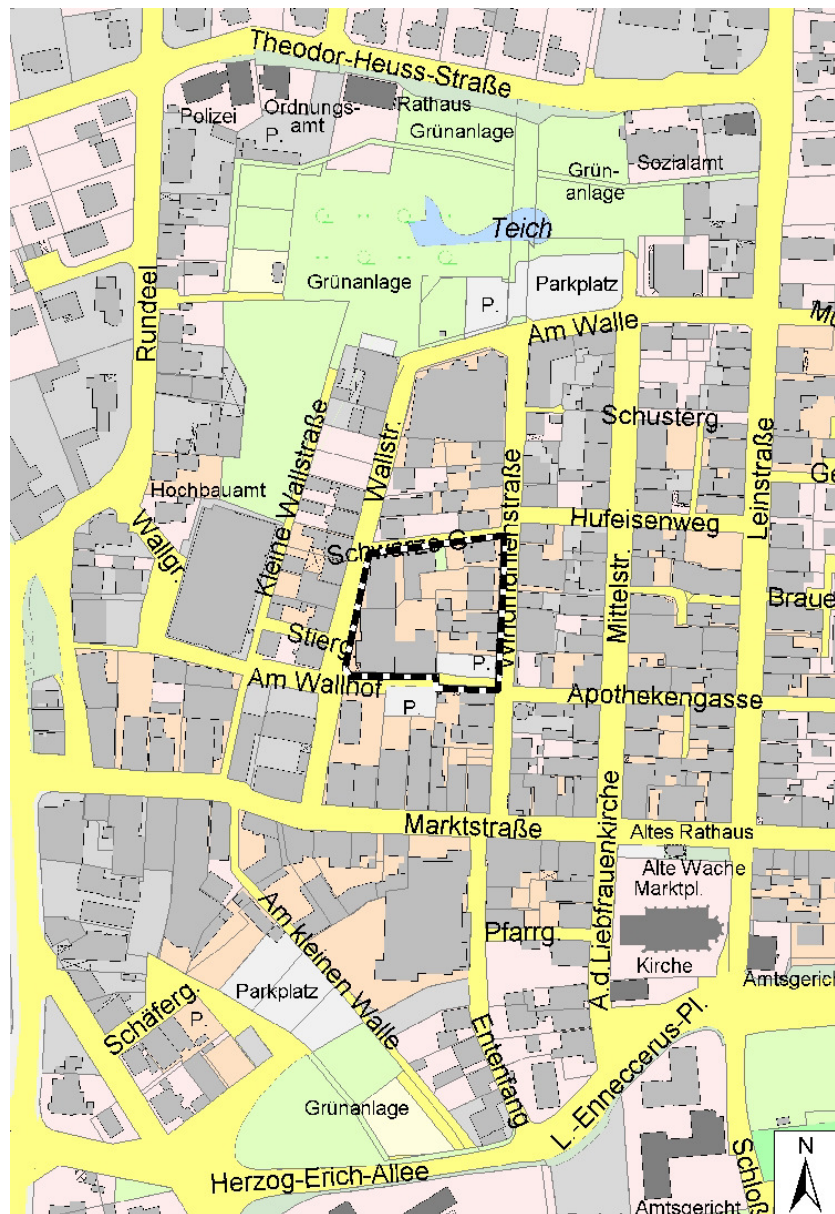 Theodor-Heuss-Straße
Polizei
Ordnungs-
amt
P.
Rathaus
Grünanlage
Sozialamt
Grün-
anlage
Teich
Grünanlage
P.
Parkplatz
Rundeel
Am Walle
Schusterg.
Leinstraße
Kleine Wallstraße
Wallstr.
Windmühlenstraße
Hochbauamt
Wallgr.
Hufeisenweg
Mittelstr.
Stierg.
P.
Am Wallhof
P.
Apothekengasse
Marktstraße
Altes Rathaus
Alte Wache
Marktpl.
Am kleinen Walle
Pfarrg.
A.d.Liebfrauenkirche
Kirche
Amtsgericht
Parkplatz
Schäferg.
P.
Entenfang
L.-Enneccerus-Pl.
Grünanlage
Herzog-Erich-Allee
Amtsgericht
N